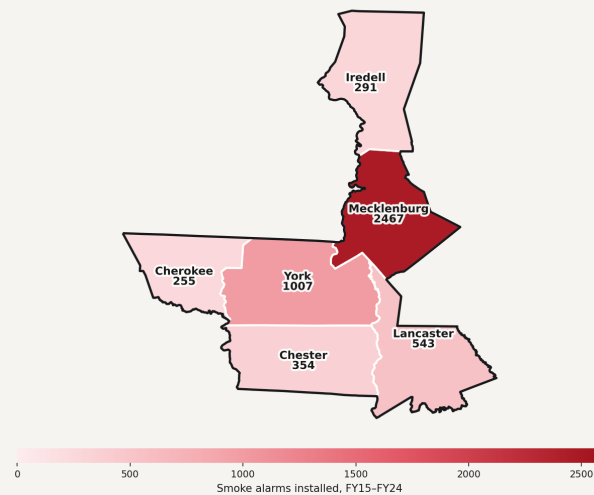 Iredell
291
Mecklenburg
2467
Cherokee
255
York
1007
Lancaster
543
Chester
354
0 500 1000 1500 2000 2500
Smoke alarms installed, FY15–FY24